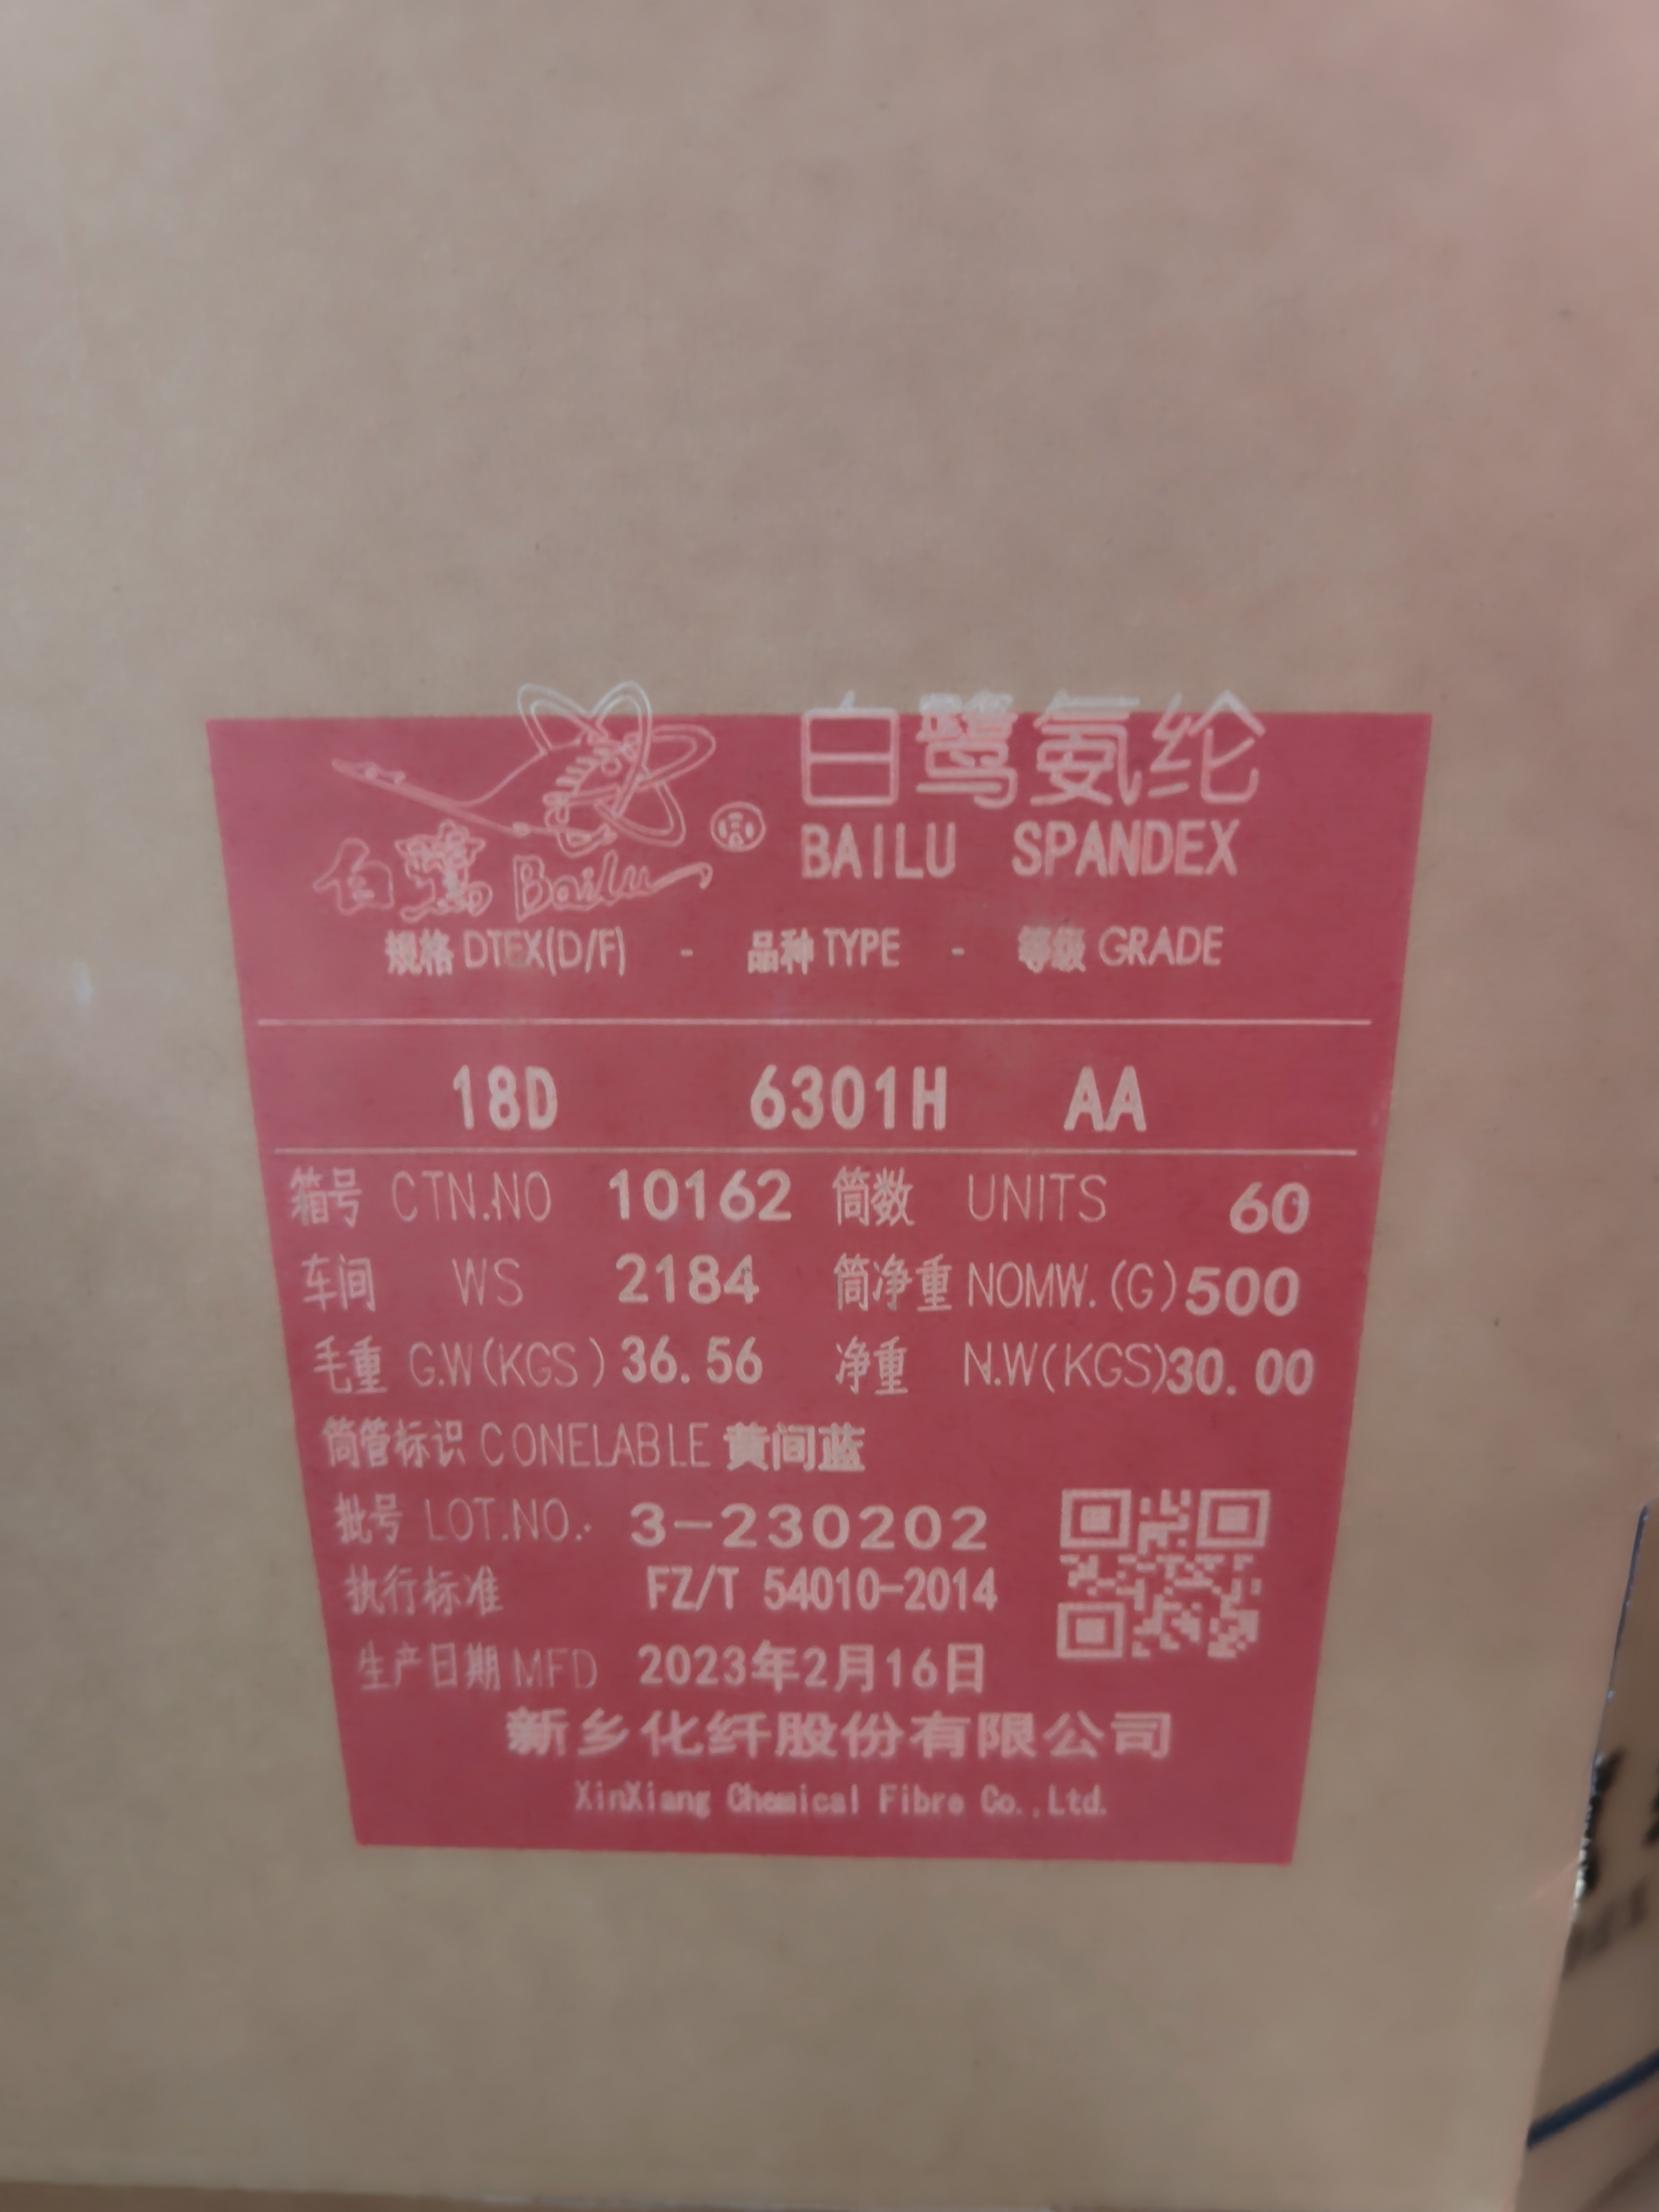 白鹭氨纶
白鹭 Bailu ®
BAILU SPANDEX
规格 DTEX(D/F) - 品种 TYPE - 等级 GRADE
18D 6301H AA
箱号 CTN.NO 10162 筒数 UNITS 60
车间 WS 2184 筒净重 NOMW.(G) 500
毛重 G.W(KGS) 36.56 净重 N.W(KGS) 30.00
筒管标识 CONELABLE 黄间蓝
批号 LOT.NO.: 3-230202
执行标准 FZ/T 54010-2014
生产日期 MFD 2023年2月16日
新乡化纤股份有限公司
XinXiang Chemical Fibre Co.,Ltd.